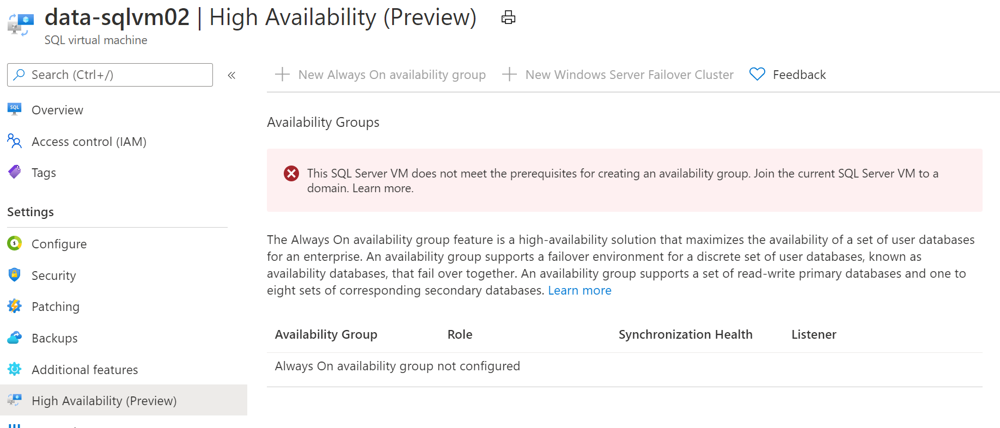 data-sqlvm02 | High Availability (Preview)
SQL virtual machine
Search (Ctrl+/)
«
Overview
Access control (IAM)
Tags
Settings
Configure
Security
Patching
Backups
Additional features
High Availability (Preview)
New Always On availability group
New Windows Server Failover Cluster
Feedback
Availability Groups
This SQL Server VM does not meet the prerequisites for creating an availability group. Join the current SQL Server VM to a
domain. Learn more.
The Always On availability group feature is a high-availability solution that maximizes the availability of a set of user databases
for an enterprise. An availability group supports a failover environment for a discrete set of user databases, known as
availability databases, that fail over together. An availability group supports a set of read-write primary databases and one to
eight sets of corresponding secondary databases. Learn more
Availability Group Role Synchronization Health Listener
Always On availability group not configured